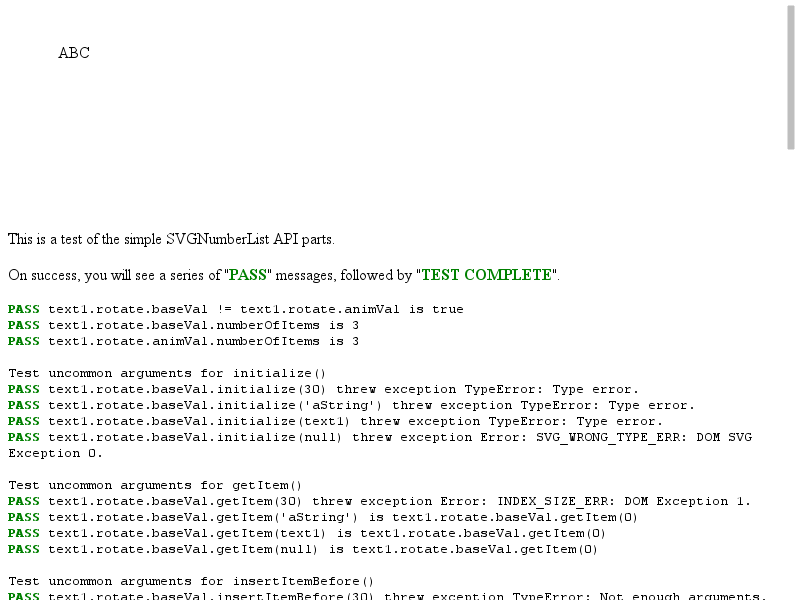 ABC
This is a test of the simple SVGNumberList API parts.
On success, you will see a series of "PASS" messages, followed by "TEST COMPLETE".
PASS text1.rotate.baseVal != text1.rotate.animVal is true
PASS text1.rotate.baseVal.numberOfItems is 3
PASS text1.rotate.animVal.numberOfItems is 3
Test uncommon arguments for initialize()
PASS text1.rotate.baseVal.initialize(30) threw exception TypeError: Type error.
PASS text1.rotate.baseVal.initialize('aString') threw exception TypeError: Type error.
PASS text1.rotate.baseVal.initialize(text1) threw exception TypeError: Type error.
PASS text1.rotate.baseVal.initialize(null) threw exception Error: SVG_WRONG_TYPE_ERR: DOM SVG
Exception 0.
Test uncommon arguments for getItem()
PASS text1.rotate.baseVal.getItem(30) threw exception Error: INDEX_SIZE_ERR: DOM Exception 1.
PASS text1.rotate.baseVal.getItem('aString') is text1.rotate.baseVal.getItem(0)
PASS text1.rotate.baseVal.getItem(text1) is text1.rotate.baseVal.getItem(0)
PASS text1.rotate.baseVal.getItem(null) is text1.rotate.baseVal.getItem(0)
Test uncommon arguments for insertItemBefore()
PASS text1.rotate.baseVal.insertItemBefore(30) threw exception TypeError: Not enough arguments.